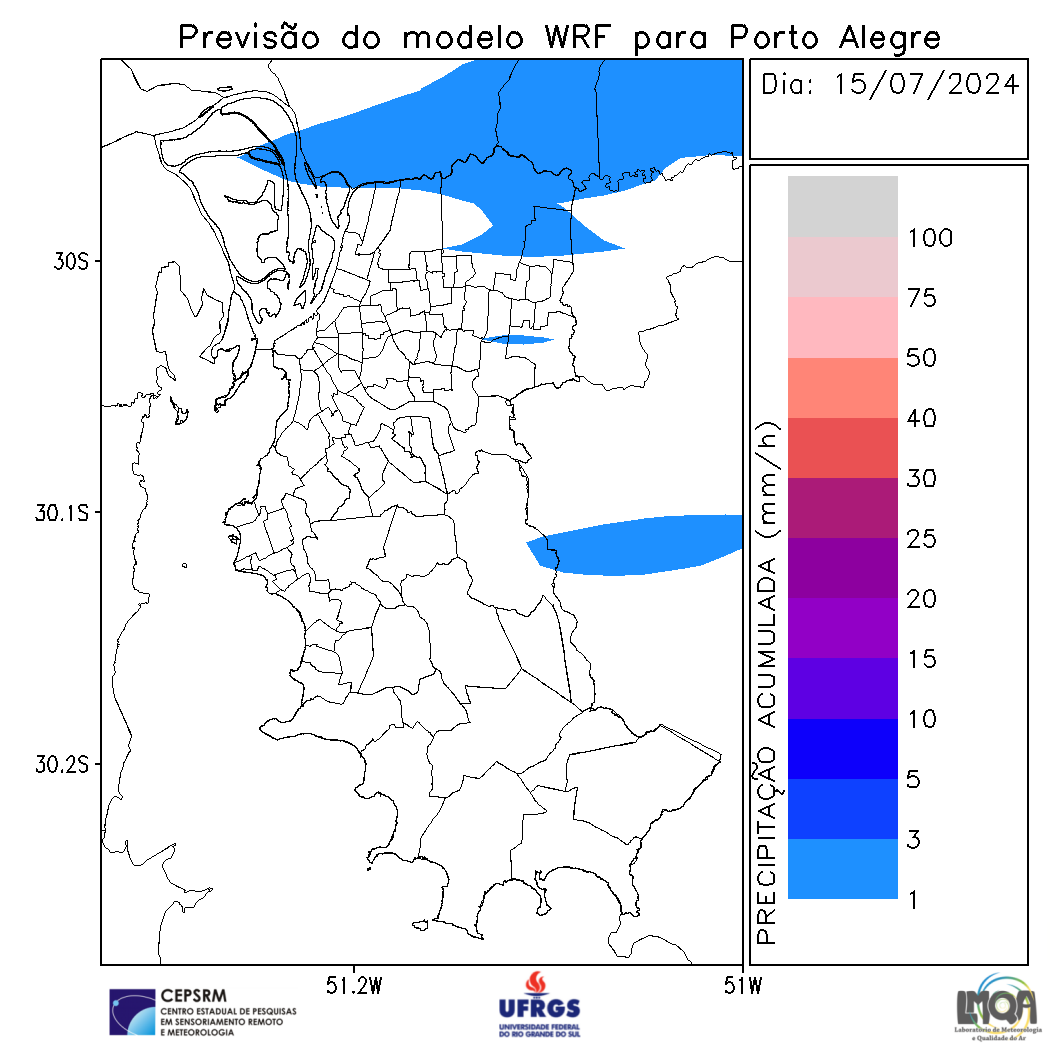 Previsão do modelo WRF para Porto Alegre
Dia: 15/07/2024
30S
30.1S
30.2S
51.2W
51W
PRECIPITAÇÃO ACUMULADA (mm/h)
100
75
50
40
30
25
20
15
10
5
3
1
CEPSRM
CENTRO ESTADUAL DE PESQUISAS
EM SENSORIAMENTO REMOTO
E METEOROLOGIA
UFRGS
UNIVERSIDADE FEDERAL
DO RIO GRANDE DO SUL
LMQA
Laboratório de Meteorologia
e Qualidade do Ar